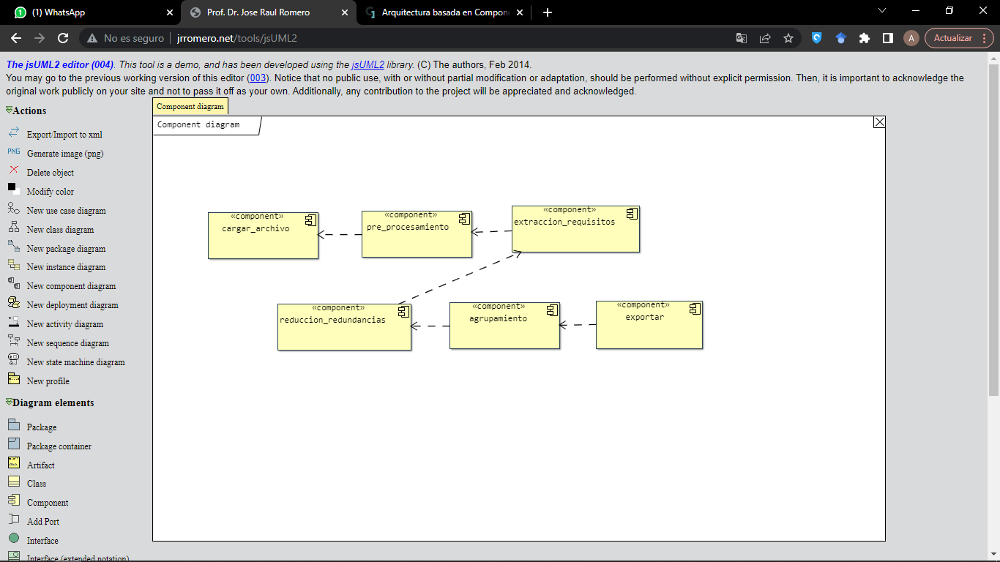 (1) WhatsApp
Prof. Dr. Jose Raul Romero
Arquitectura basada en Compon
No es seguro
jrromero.net/tools/jsUML2
A
Actualizar
The jsUML2 editor (004). This tool is a demo, and has been developed using the jsUML2 library. (C) The authors, Feb 2014.
You may go to the previous working version of this editor (003). Notice that no public use, with or without partial modification or adaptation, should be performed without explicit permission. Then, it is important to acknowledge the
original work publicly on your site and not to pass it off as your own. Additionally, any contribution to the project will be appreciated and acknowledged.
Actions
Export/Import to xml
PNG Generate image (png)
Delete object
Modify color
New use case diagram
New class diagram
New package diagram
New instance diagram
New component diagram
New deployment diagram
New activity diagram
New sequence diagram
New state machine diagram
New profile
Diagram elements
Package
Package container
Artifact
Class
Component
Add Port
Interface
Interface (extended notation)
Component diagram
Component diagram
«component»
cargar_archivo
«component»
pre_procesamiento
«component»
extraccion_requisitos
«component»
reduccion_redundancias
«component»
agrupamiento
«component»
exportar